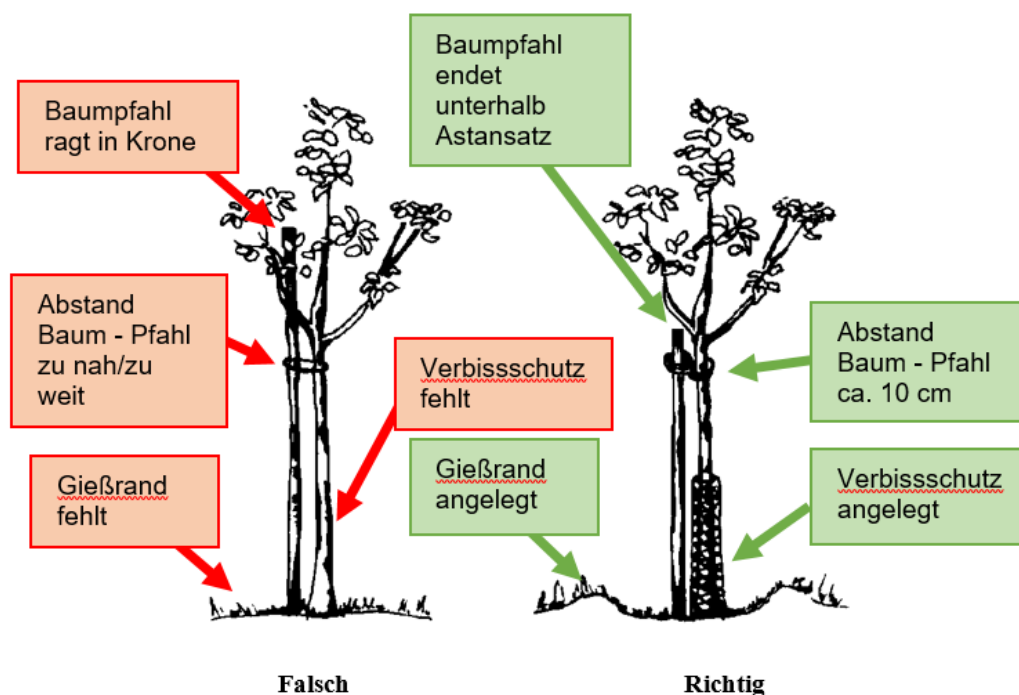 Baumpfahl
ragt in Krone
Abstand
Baum - Pfahl
zu nah/zu
weit
Verbissschutz
fehlt
Gießrand
fehlt
Falsch
Baumpfahl
endet
unterhalb
Astansatz
Abstand
Baum - Pfahl
ca. 10 cm
Gießrand
angelegt
Verbissschutz
angelegt
Richtig